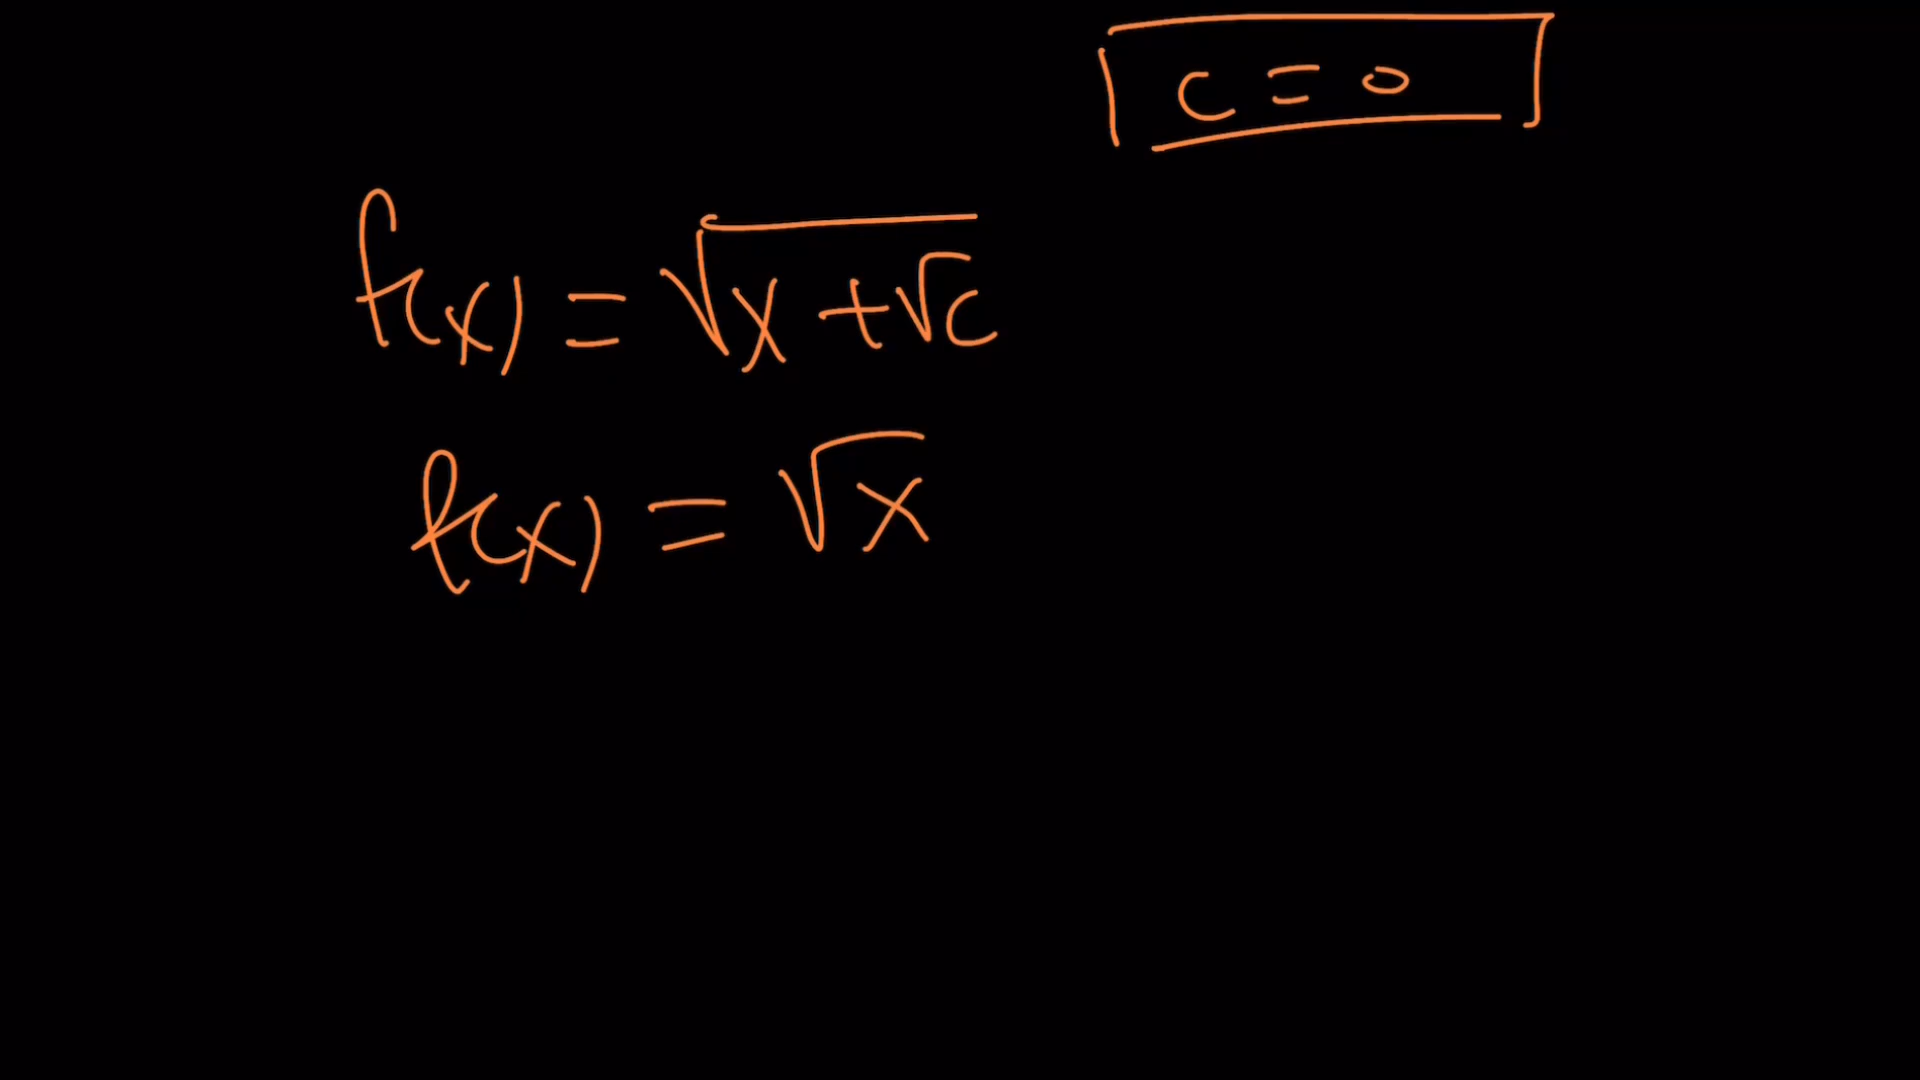 c = 0
f(x) = √(x + √c)
f(x) = √x